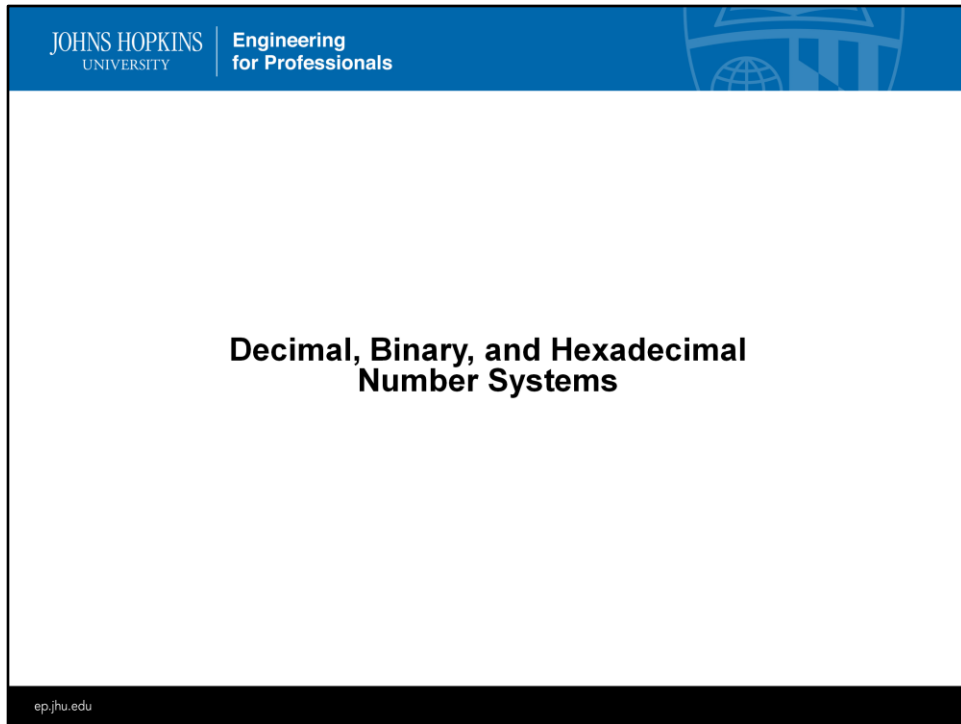 JOHNS HOPKINS
UNIVERSITY
Engineering
for Professionals
Decimal, Binary, and Hexadecimal
Number Systems
ep.jhu.edu